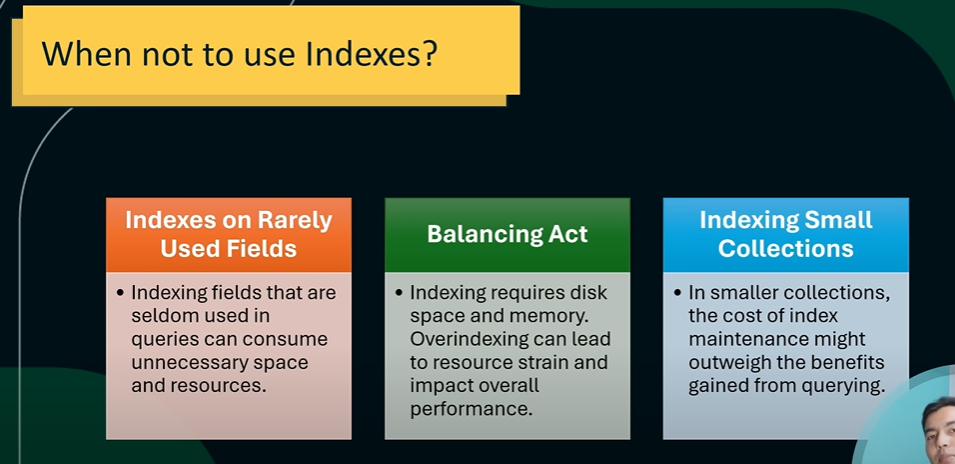 When not to use Indexes?
Indexes on Rarely
Used Fields
• Indexing fields that are
seldom used in
queries can consume
unnecessary space
and resources.
Balancing Act
• Indexing requires disk
space and memory.
Overindexing can lead
to resource strain and
impact overall
performance.
Indexing Small
Collections
• In smaller collections,
the cost of index
maintenance might
outweigh the benefits
gained from querying.